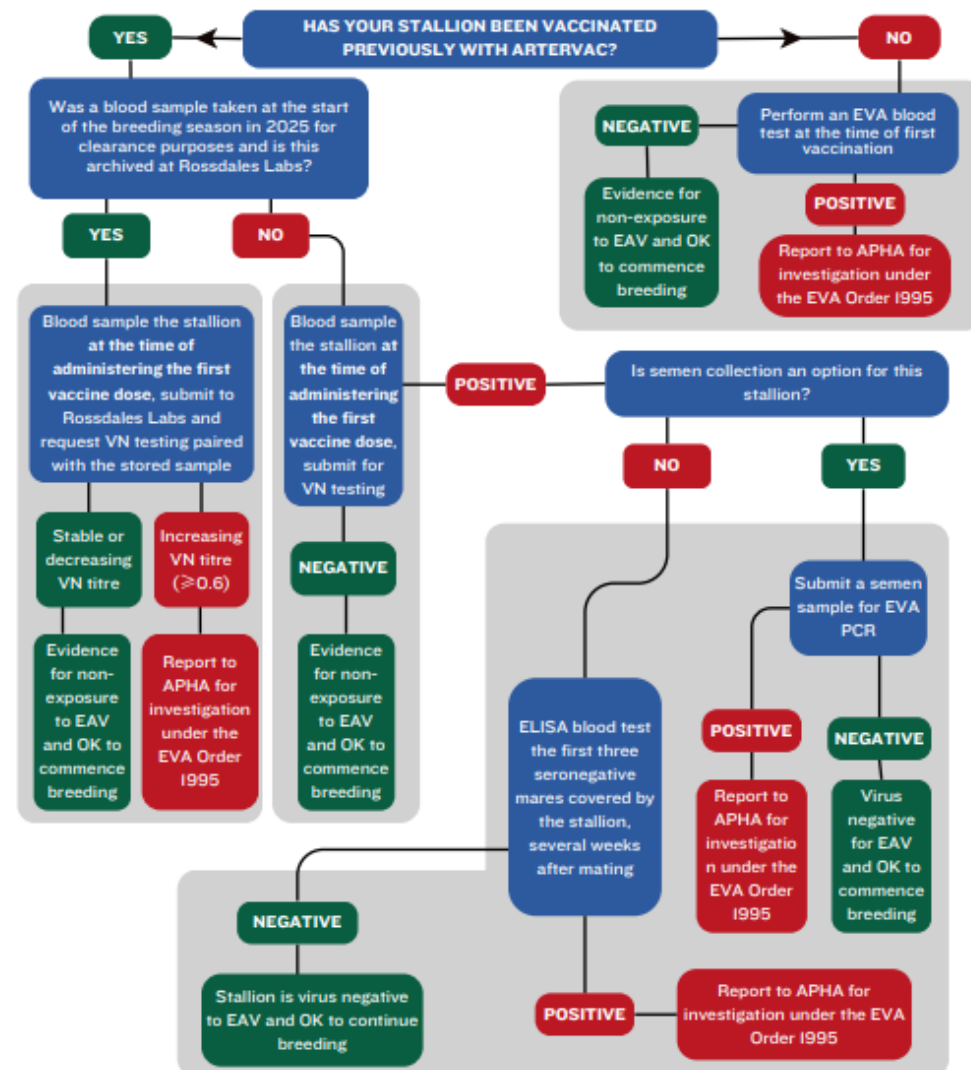 HAS YOUR STALLION BEEN VACCINATED
PREVIOUSLY WITH ARTERVAC?
YES
NO
Was a blood sample taken at the start
of the breeding season in 2025 for
clearance purposes and is this
archived at Rossdales Labs?
Perform an EVA blood
test at the time of first
vaccination
NEGATIVE
Evidence for
non-exposure
to EAV and OK
to commence
breeding
POSITIVE
Report to APHA for
investigation under
the EVA Order 1995
YES
NO
Blood sample the stallion
at the time of
administering the first
vaccine dose, submit to
Rossdales Labs and
request VN testing paired
with the stored sample
Stable or
decreasing
VN titre
Increasing
VN titre
(⩾0.6)
Evidence
for non-
exposure
to EAV
and OK to
commence
breeding
Report to
APHA for
investigation
under the
EVA Order
1995
Blood sample
the stallion at
the time of
administering
the first
vaccine dose,
submit for
VN testing
NEGATIVE
Evidence
for non-
exposure
to EAV
and OK to
commence
breeding
POSITIVE
Is semen collection an option for this
stallion?
NO
YES
Submit a semen
sample for EVA
PCR
POSITIVE
NEGATIVE
Report to
APHA for
investigatio
n under the
EVA Order
1995
Virus
negative
for EAV
and OK to
commence
breeding
ELISA blood test
the first three
seronegative
mares covered by
the stallion,
several weeks
after mating
NEGATIVE
Stallion is virus negative
to EAV and OK to continue
breeding
POSITIVE
Report to APHA for
investigation under the EVA
Order 1995